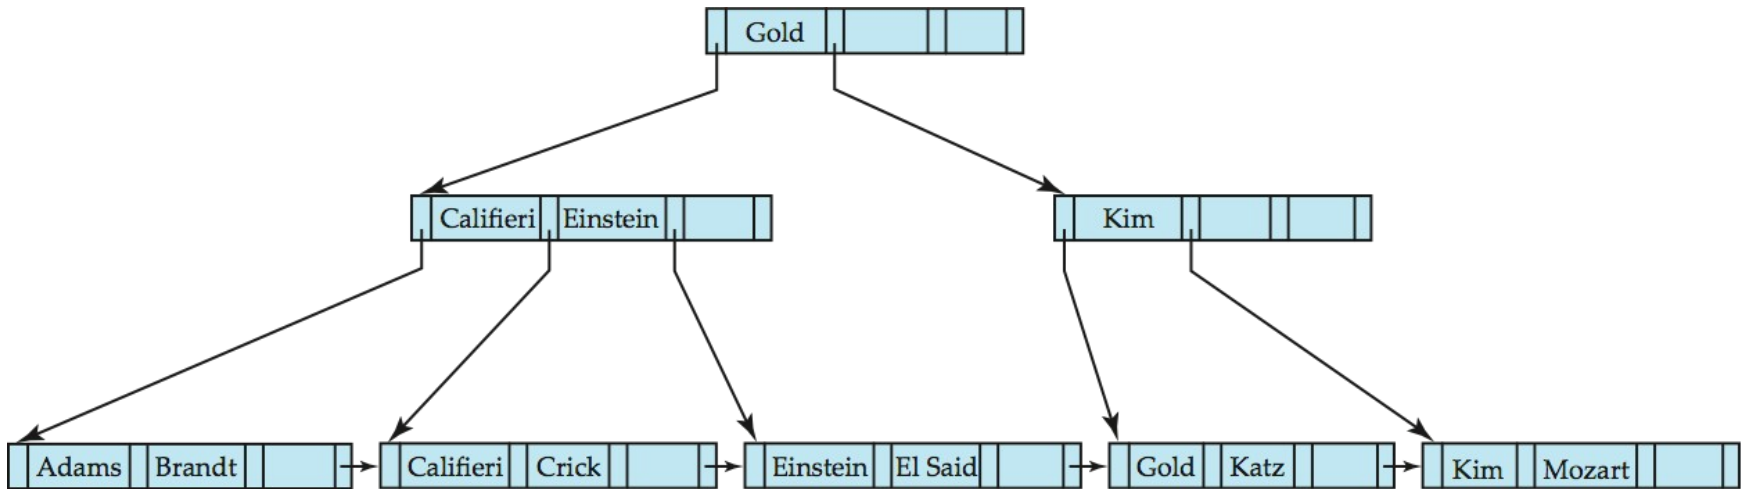 Gold
Califieri Einstein
Kim
Adams Brandt
Califieri Crick
Einstein El Said
Gold Katz
Kim Mozart